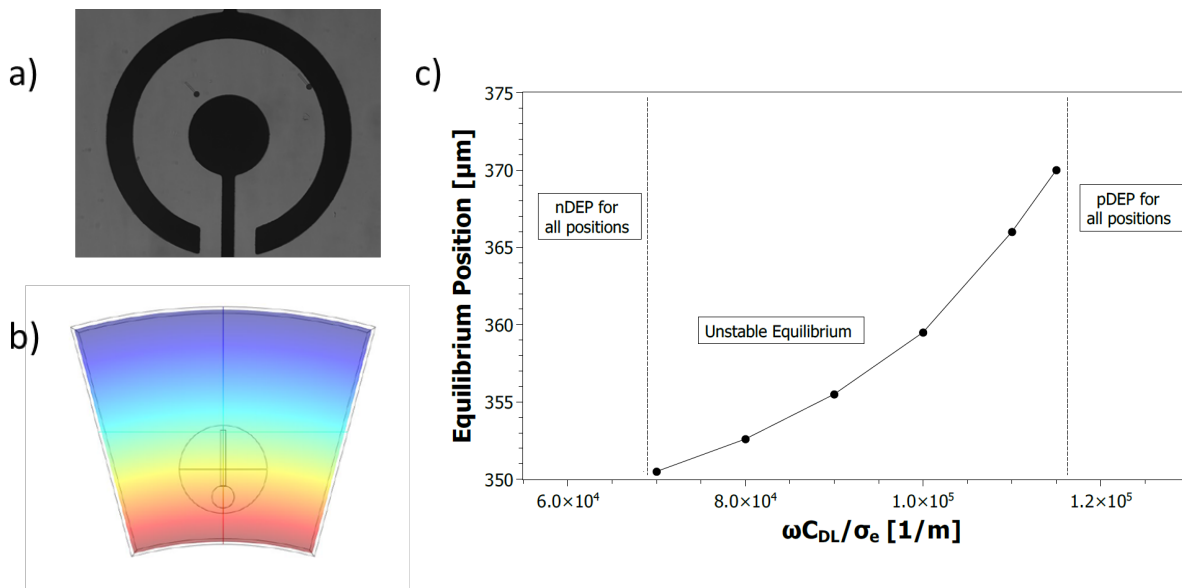 a)
b)
c)
375
370
365
360
355
350
Equilibrium Position [µm]
nDEP for
all positions
Unstable Equilibrium
pDEP for
all positions
6.0×10⁴
8.0×10⁴
1.0×10⁵
1.2×10⁵
ωC_DL/σ_e [1/m]